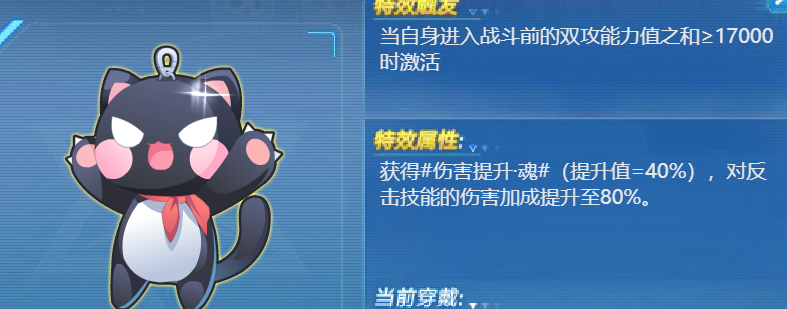 特效触发
当自身进入战斗前的双攻能力值之和≥17000
时激活
特效属性:
获得#伤害提升·魂#（提升值=40%），对反
击技能的伤害加成提升至80%。
当前穿戴: